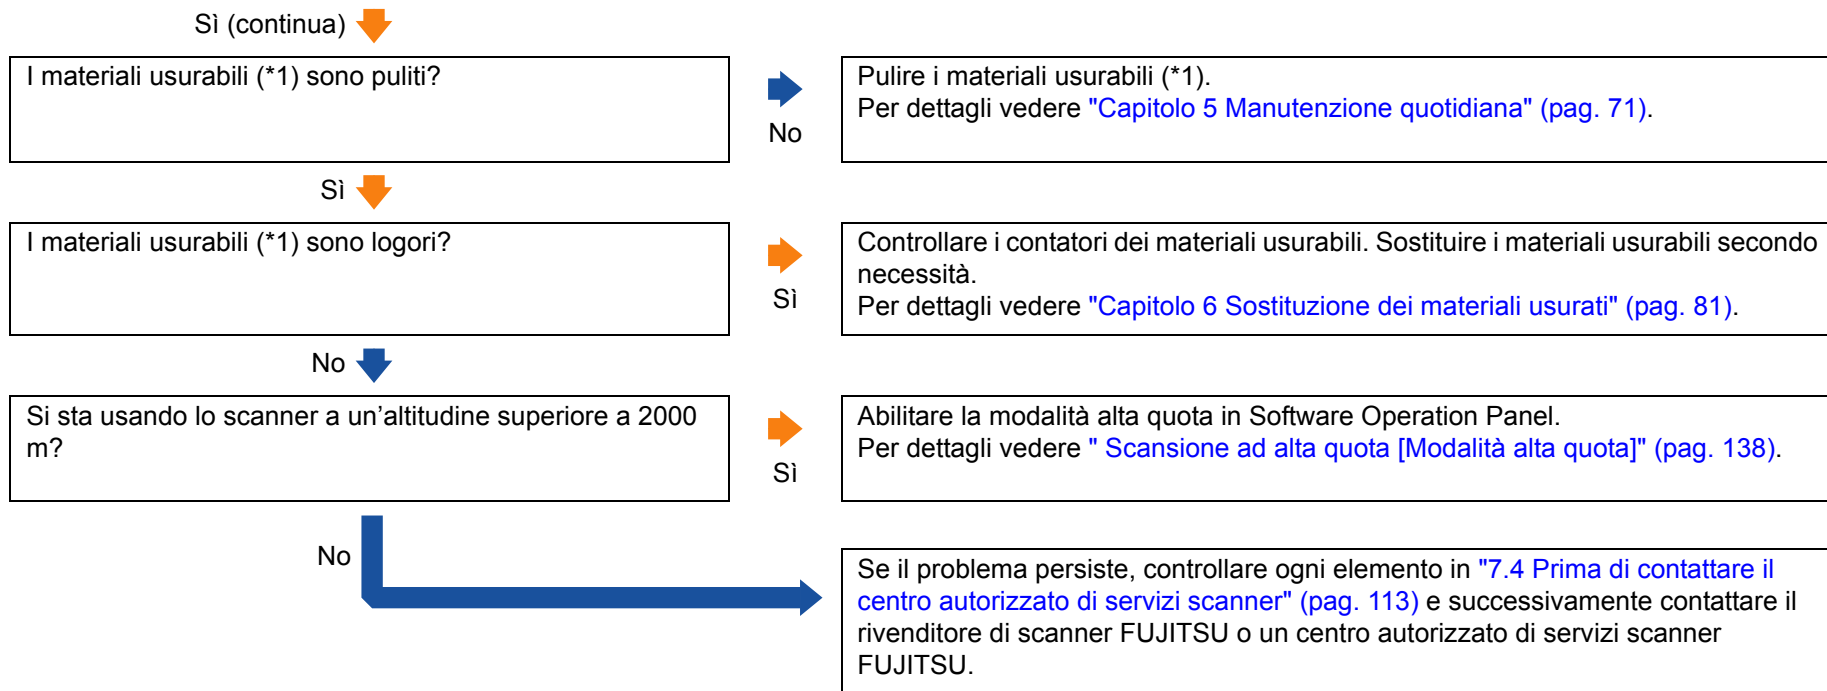 Sì (continua)
I materiali usurabili (*1) sono puliti?
No
Pulire i materiali usurabili (*1).
Per dettagli vedere "Capitolo 5 Manutenzione quotidiana" (pag. 71).
Sì
I materiali usurabili (*1) sono logori?
Sì
Controllare i contatori dei materiali usurabili. Sostituire i materiali usurabili secondo
necessità.
Per dettagli vedere "Capitolo 6 Sostituzione dei materiali usurati" (pag. 81).
No
Si sta usando lo scanner a un’altitudine superiore a 2000
m?
Sì
Abilitare la modalità alta quota in Software Operation Panel.
Per dettagli vedere " Scansione ad alta quota [Modalità alta quota]" (pag. 138).
No
Se il problema persiste, controllare ogni elemento in "7.4 Prima di contattare il
centro autorizzato di servizi scanner" (pag. 113) e successivamente contattare il
rivenditore di scanner FUJITSU o un centro autorizzato di servizi scanner
FUJITSU.